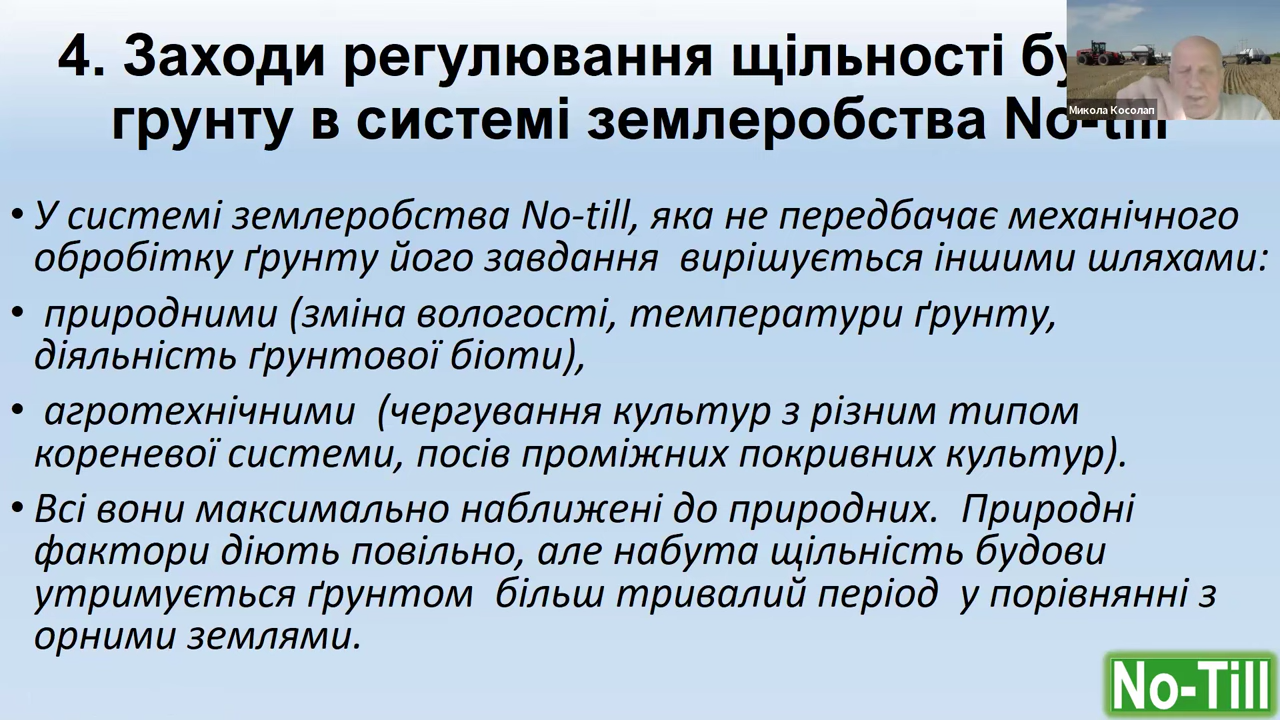 4. Заходи регулювання щільності
грунту в системі землеробства No-till
Микола Косолап
• У системі землеробства No-till, яка не передбачає механічного
обробітку ґрунту його завдання вирішується іншими шляхами:
• природними (зміна вологості, температури ґрунту,
діяльність ґрунтової біоти),
• агротехнічними (чергування культур з різним типом
кореневої системи, посів проміжних покривних культур).
• Всі вони максимально наближені до природних. Природні
фактори діють повільно, але набута щільність будови
утримується ґрунтом більш тривалий період у порівнянні з
орними землями.
No-Till